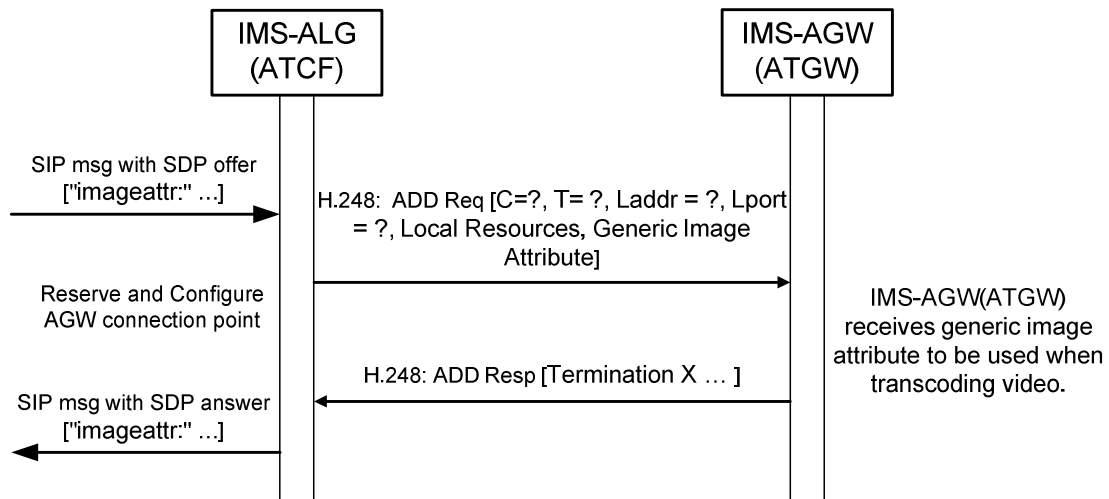 IMS-ALG
(ATCF)
IMS-AGW
(ATGW)
SIP msg with SDP offer
["imageattr:" ...]
H.248: ADD Req [C=?, T= ?, Laddr = ?, Lport
= ?, Local Resources, Generic Image
Attribute]
Reserve and Configure
AGW connection point
IMS-AGW(ATGW)
receives generic image
attribute to be used when
transcoding video.
H.248: ADD Resp [Termination X ... ]
SIP msg with SDP answer
["imageattr:" ...]